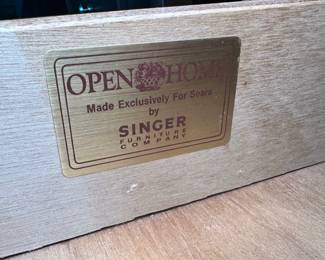 OPEN HOME
Made Exclusively For Sears
by
SINGER
FURNITURE
COMPANY